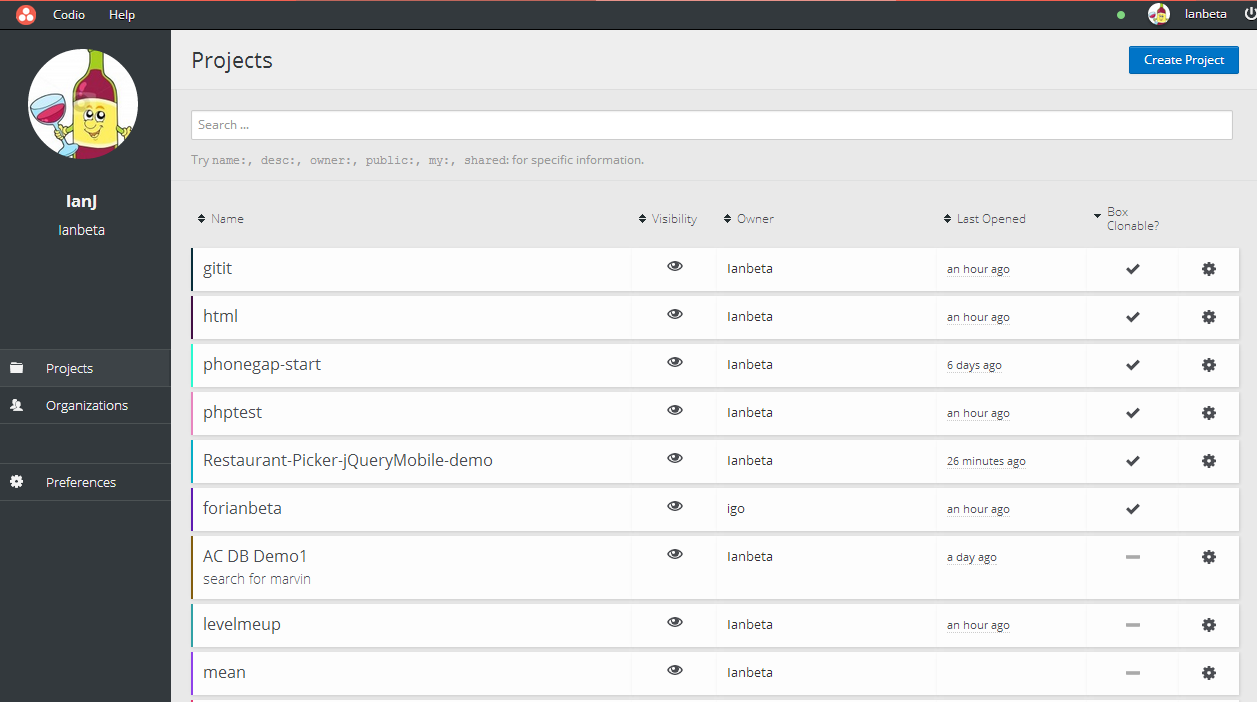 Codio Help Ianbeta
IanJ
Ianbeta
Projects
Organizations
Preferences
Projects Create Project
Search ...
Try name:, desc:, owner:, public:, my:, shared: for specific information.
Name Visibility Owner Last Opened Box Clonable?
gitit Ianbeta an hour ago
html Ianbeta an hour ago
phonegap-start Ianbeta 6 days ago
phptest Ianbeta an hour ago
Restaurant-Picker-jQueryMobile-demo Ianbeta 26 minutes ago
forianbeta igo an hour ago
AC DB Demo1 Ianbeta a day ago
search for marvin
levelmeup Ianbeta an hour ago
mean Ianbeta